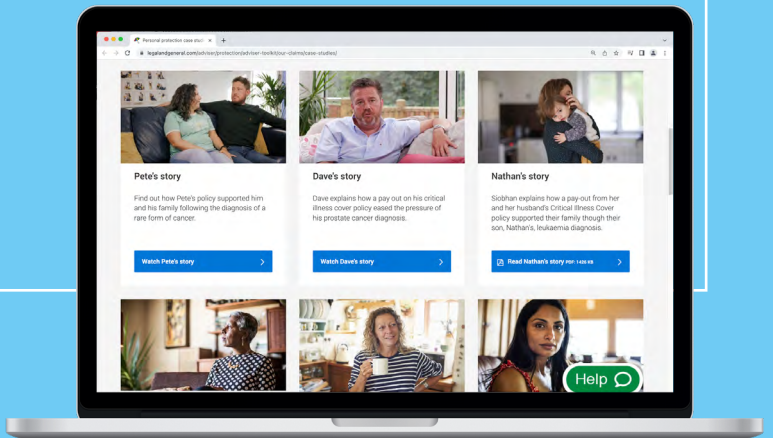 Personal protection case studi
legalandgeneral.com/adviser/protection/adviser-toolkit/our-claims/case-studies/
Pete's story
Find out how Pete's policy supported him
and his family following the diagnosis of a
rare form of cancer.
Watch Pete's story
Dave's story
Dave explains how a pay out on his critical
illness cover policy eased the pressure of
his prostate cancer diagnosis.
Watch Dave's story
Nathan's story
Siobhan explains how a pay-out from her
and her husband's Critical Illness Cover
policy supported their family though their
son, Nathan's, leukaemia diagnosis.
Read Nathan's story PDF: 1426 KB
Help